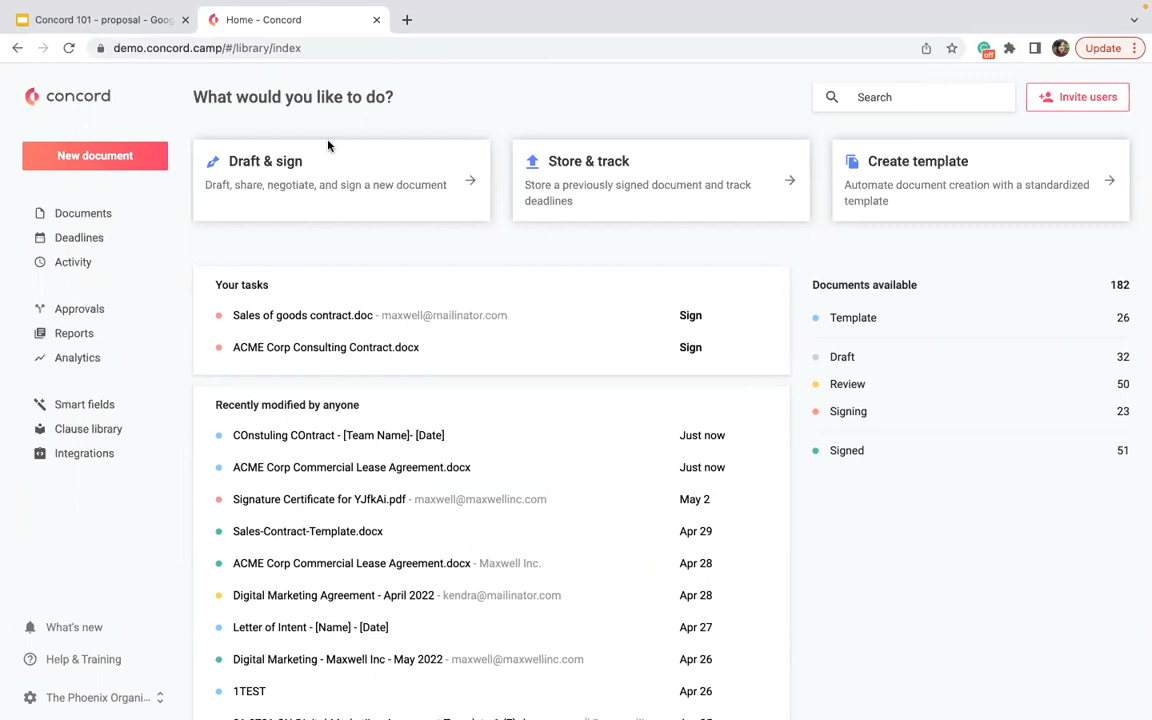 Concord 101 - proposal - Goog
Home - Concord
demo.concord.camp/#/library/index
off
Update
concord
What would you like to do?
Search
Invite users
New document
Draft & sign
Draft, share, negotiate, and sign a new document
Store & track
Store a previously signed document and track
deadlines
Create template
Automate document creation with a standardized
template
Documents
Deadlines
Activity
Approvals
Reports
Analytics
Smart fields
Clause library
Integrations
What's new
Help & Training
The Phoenix Organi...
Your tasks
Sales of goods contract.doc - maxwell@mailinator.com Sign
ACME Corp Consulting Contract.docx Sign
Recently modified by anyone
COnstuling COntract - [Team Name]- [Date] Just now
ACME Corp Commercial Lease Agreement.docx Just now
Signature Certificate for YJfkAi.pdf - maxwell@maxwellinc.com May 2
Sales-Contract-Template.docx Apr 29
ACME Corp Commercial Lease Agreement.docx - Maxwell Inc. Apr 28
Digital Marketing Agreement - April 2022 - kendra@mailinator.com Apr 28
Letter of Intent - [Name] - [Date] Apr 27
Digital Marketing - Maxwell Inc - May 2022 - maxwell@maxwellinc.com Apr 26
1TEST Apr 26
Documents available 182
Template 26
Draft 32
Review 50
Signing 23
Signed 51